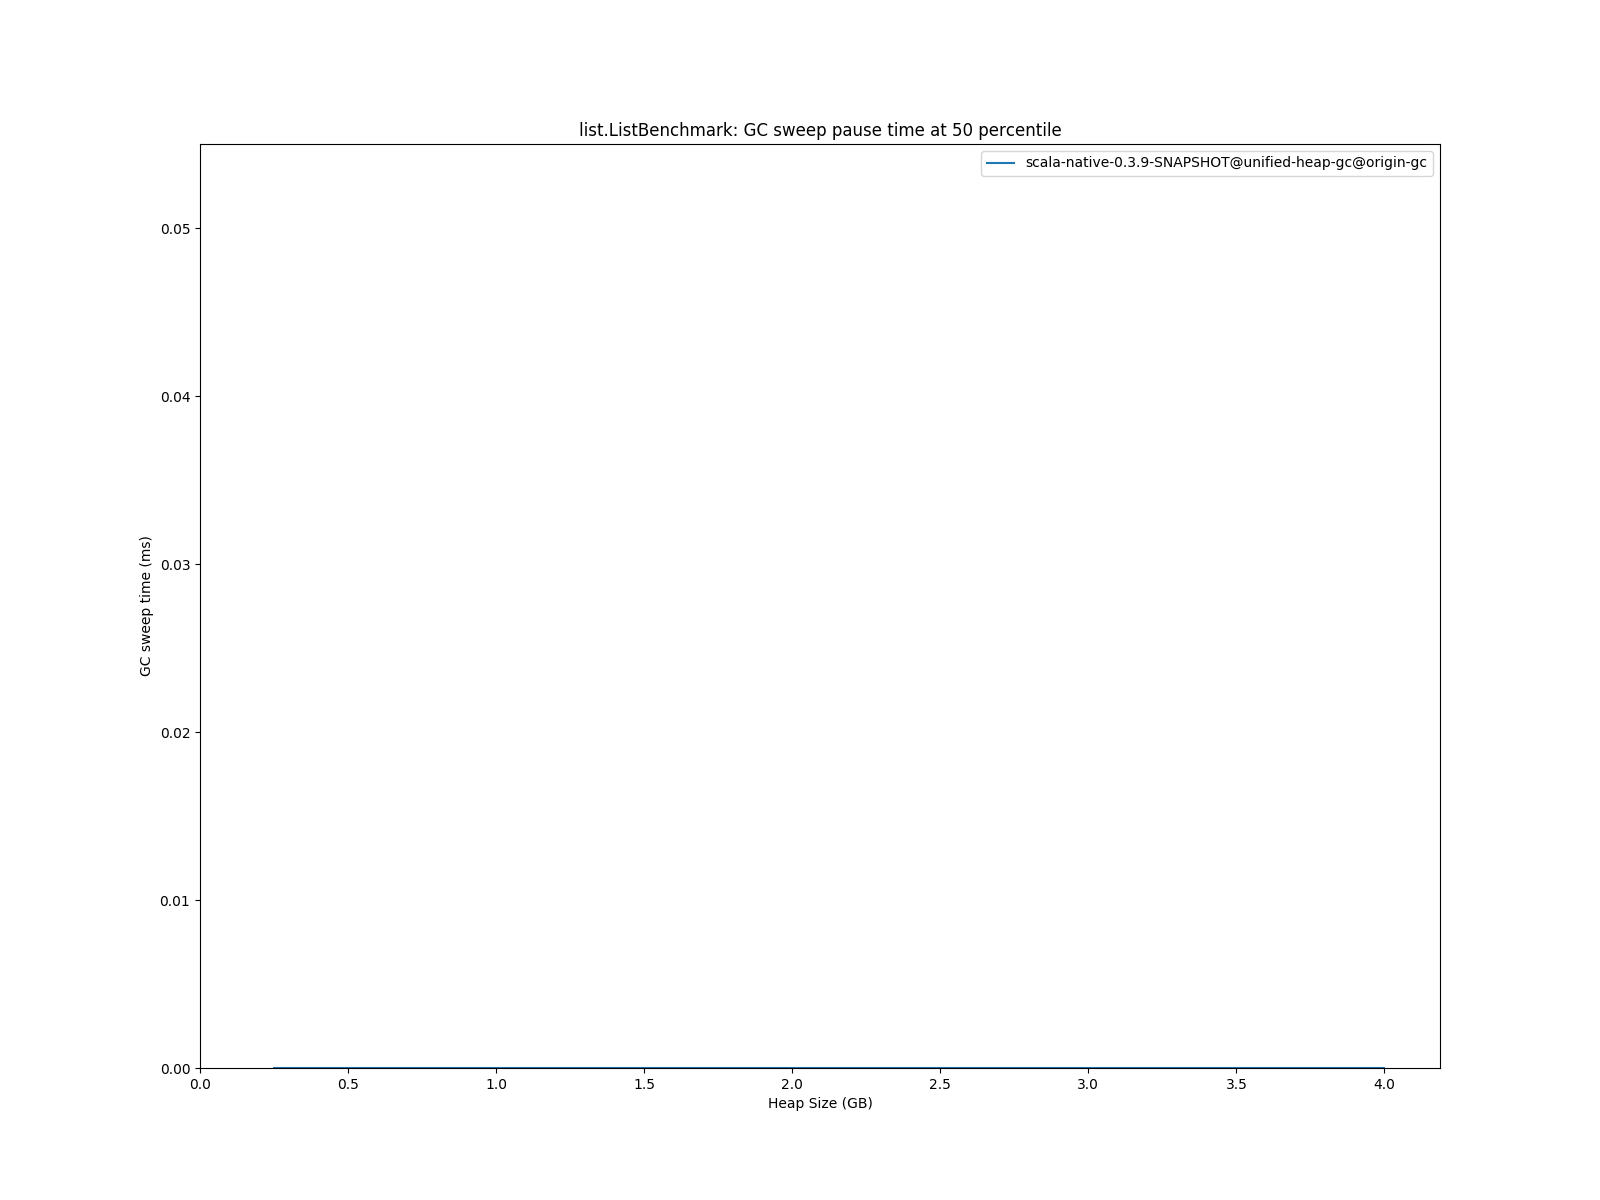 list.ListBenchmark: GC sweep pause time at 50 percentile
scala-native-0.3.9-SNAPSHOT@unified-heap-gc@origin-gc
0.05
0.04
0.03
0.02
0.01
0.00
GC sweep time (ms)
0.0 0.5 1.0 1.5 2.0 2.5 3.0 3.5 4.0
Heap Size (GB)